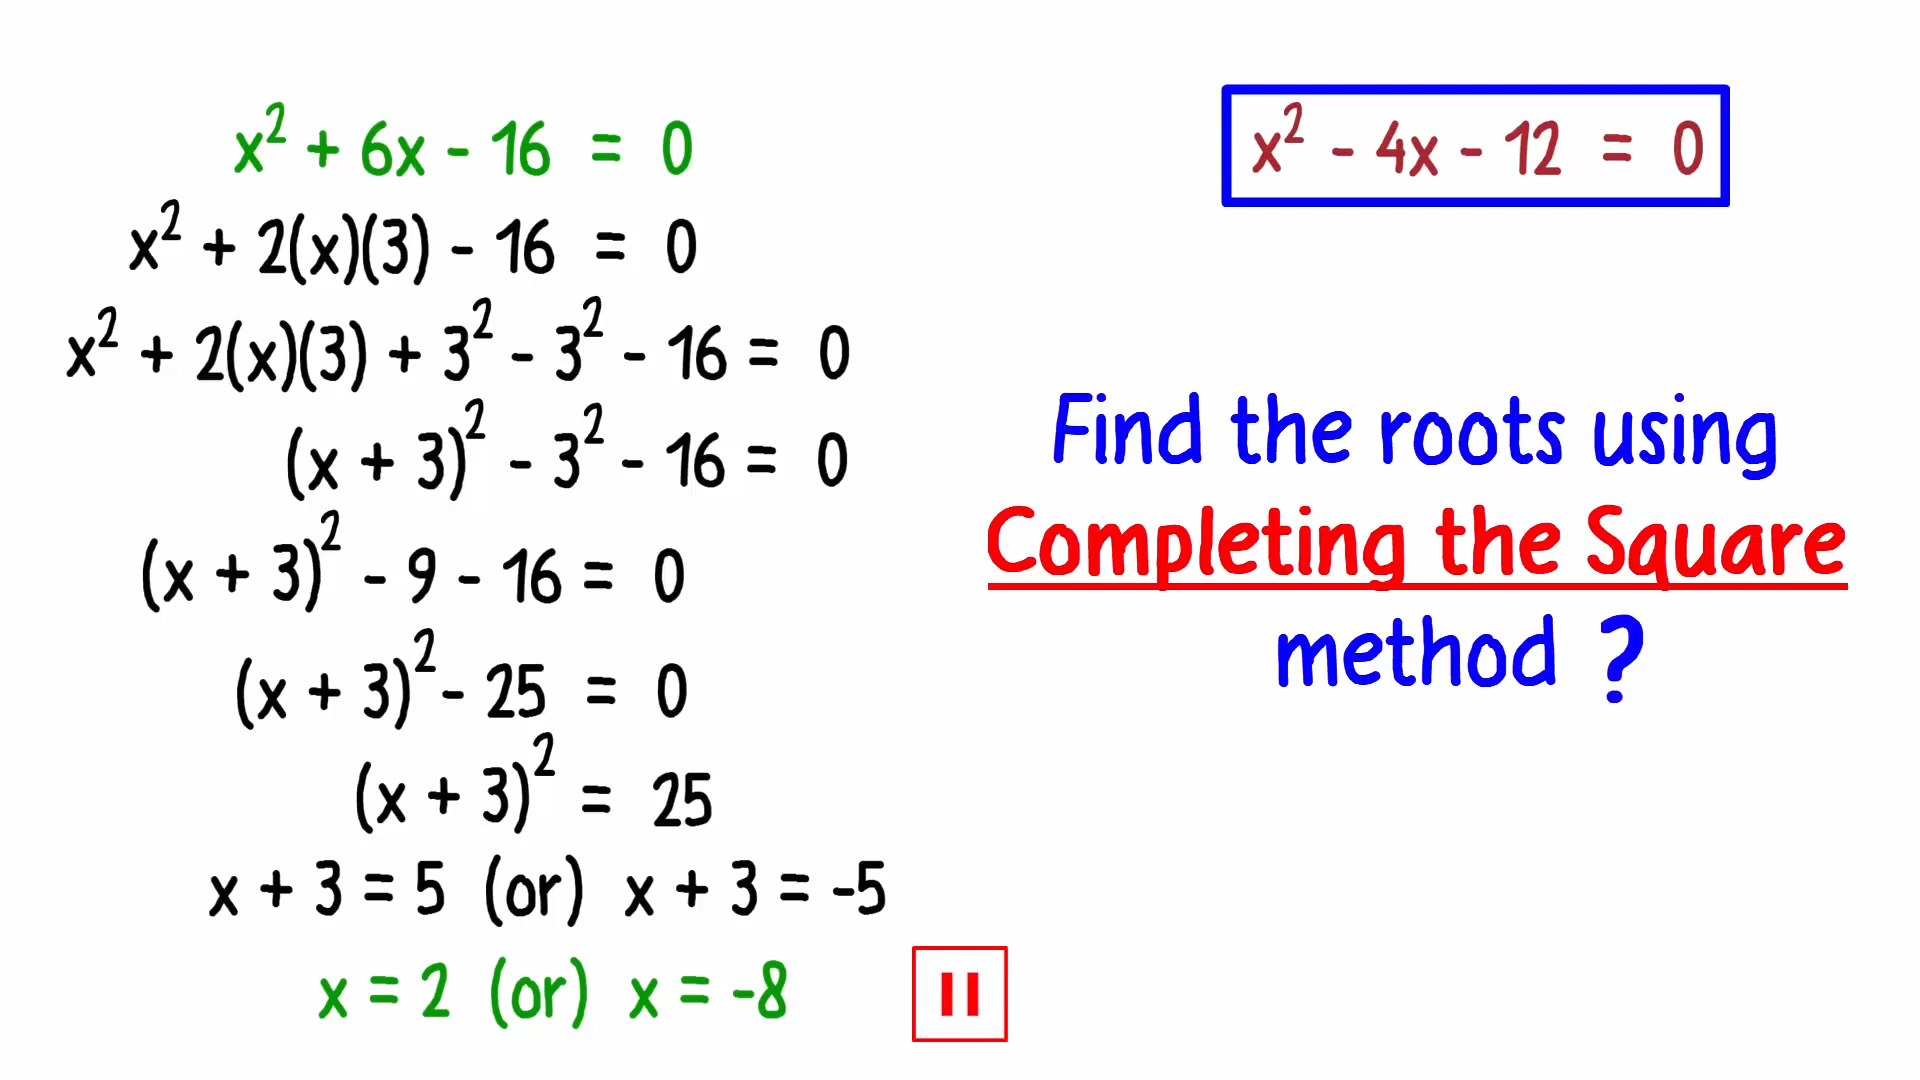 x² + 6x - 16 = 0
x² + 2(x)(3) - 16 = 0
x² + 2(x)(3) + 3² - 3² - 16 = 0
(x + 3)² - 3² - 16 = 0
(x + 3)² - 9 - 16 = 0
(x + 3)² - 25 = 0
(x + 3)² = 25
x + 3 = 5 (or) x + 3 = -5
x = 2 (or) x = -8
x² - 4x - 12 = 0
Find the roots using
Completing the Square
method ?